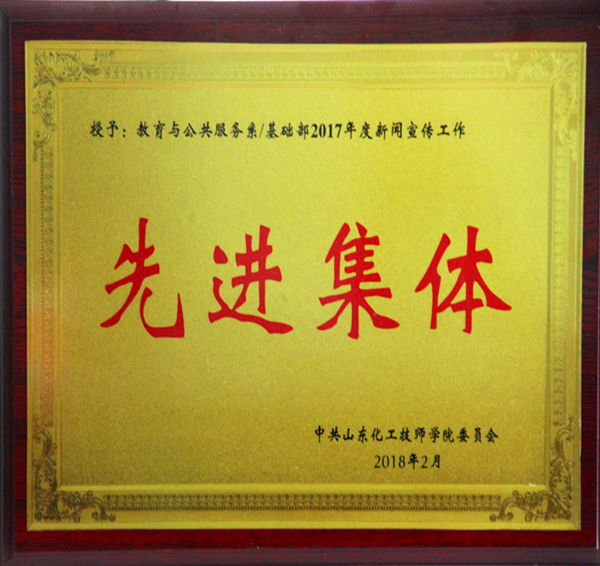 授予：教育与公共服务系/基础部2017年度新闻宣传工作
先进集体
中共山东化工技师学院委员会
2018年2月